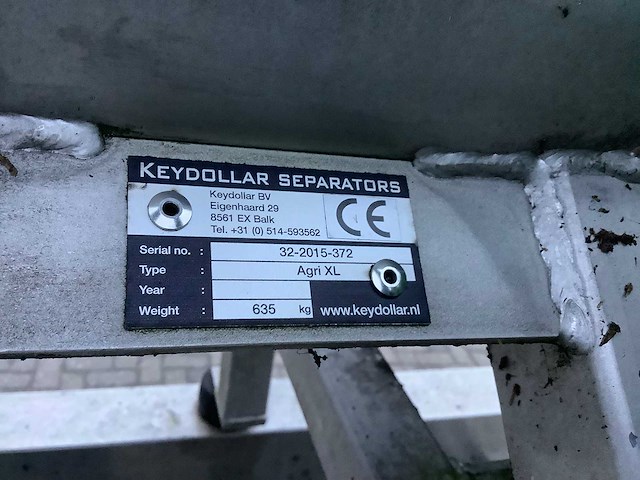 KEYDOLLAR SEPARATORS
Keydollar BV
Eigenhaard 29
8561 EX Balk
Tel. +31 (0) 514-593562
CE
Serial no. : 32-2015-372
Type : Agri XL
Year :
Weight : 635 kg www.keydollar.nl